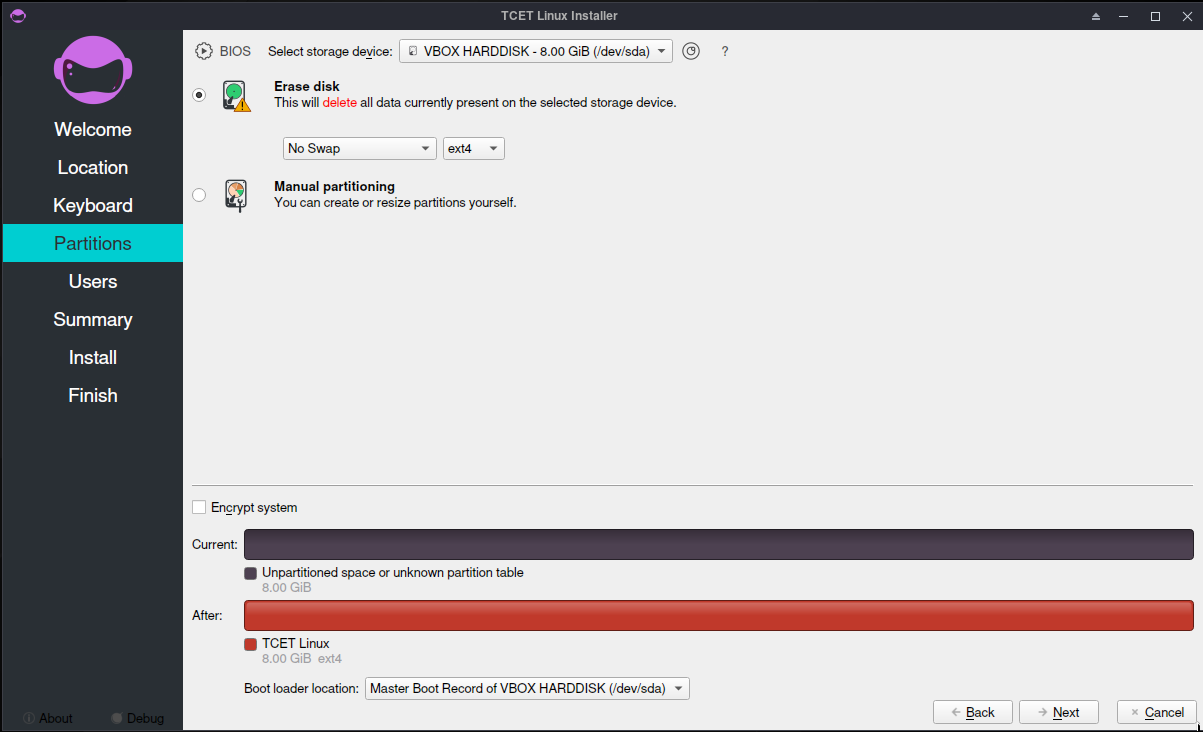 TCET Linux Installer
Welcome
Location
Keyboard
Partitions
Users
Summary
Install
Finish
About
Debug
BIOS
Select storage device:
VBOX HARDDISK - 8.00 GiB (/dev/sda)
?
Erase disk
This will delete all data currently present on the selected storage device.
No Swap
ext4
Manual partitioning
You can create or resize partitions yourself.
Encrypt system
Current:
Unpartitioned space or unknown partition table
8.00 GiB
After:
TCET Linux
8.00 GiB ext4
Boot loader location:
Master Boot Record of VBOX HARDDISK (/dev/sda)
Back
Next
Cancel